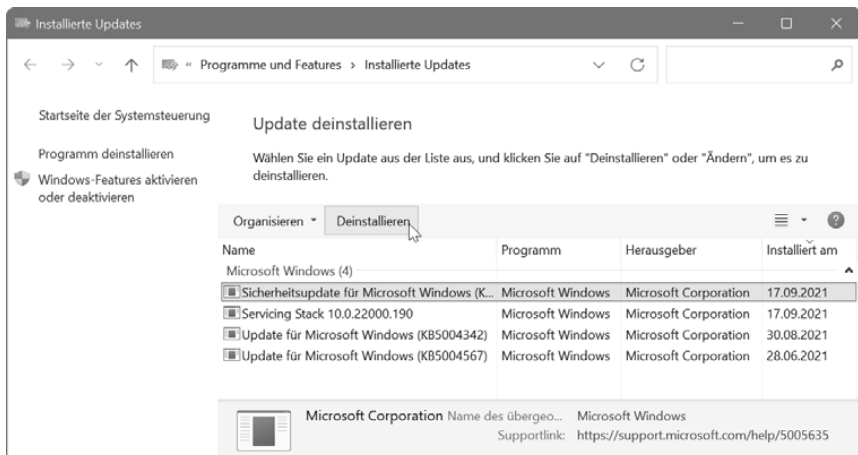 Installierte Updates
« Programme und Features › Installierte Updates
Startseite der Systemsteuerung
Programm deinstallieren
Windows-Features aktivieren
oder deaktivieren
Update deinstallieren
Wählen Sie ein Update aus der Liste aus, und klicken Sie auf "Deinstallieren" oder "Ändern", um es zu
deinstallieren.
Organisieren Deinstallieren ?
Name Programm Herausgeber Installiert am
Microsoft Windows (4)
Sicherheitsupdate für Microsoft Windows (K... Microsoft Windows Microsoft Corporation 17.09.2021
Servicing Stack 10.0.22000.190 Microsoft Windows Microsoft Corporation 17.09.2021
Update für Microsoft Windows (KB5004342) Microsoft Windows Microsoft Corporation 30.08.2021
Update für Microsoft Windows (KB5004567) Microsoft Windows Microsoft Corporation 28.06.2021
Microsoft Corporation Name des übergeo... Microsoft Windows
Supportlink: https://support.microsoft.com/help/5005635